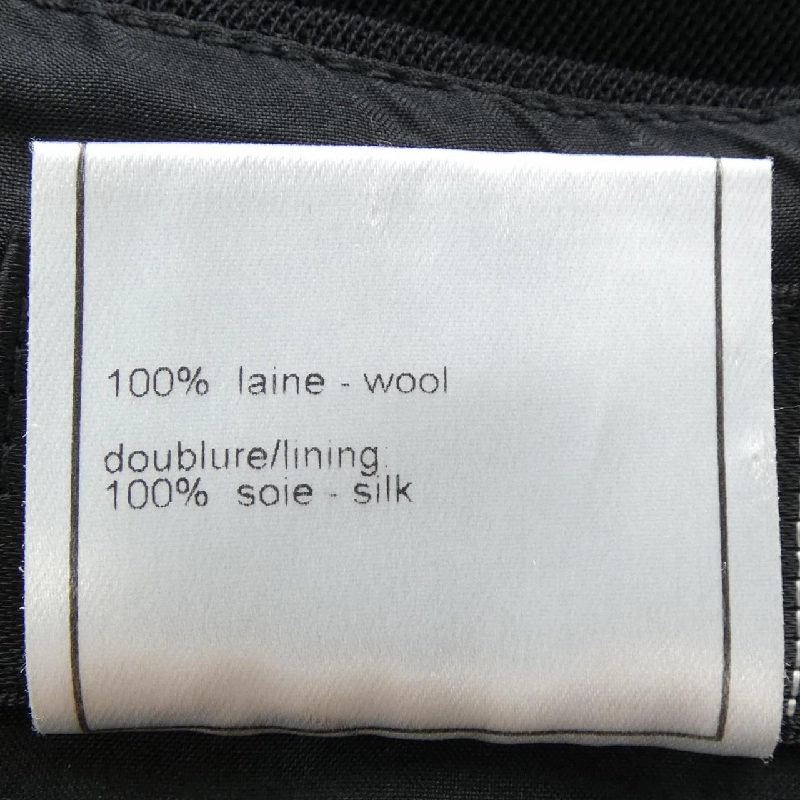 100% laine - wool
doublure/lining:
100% soie - silk